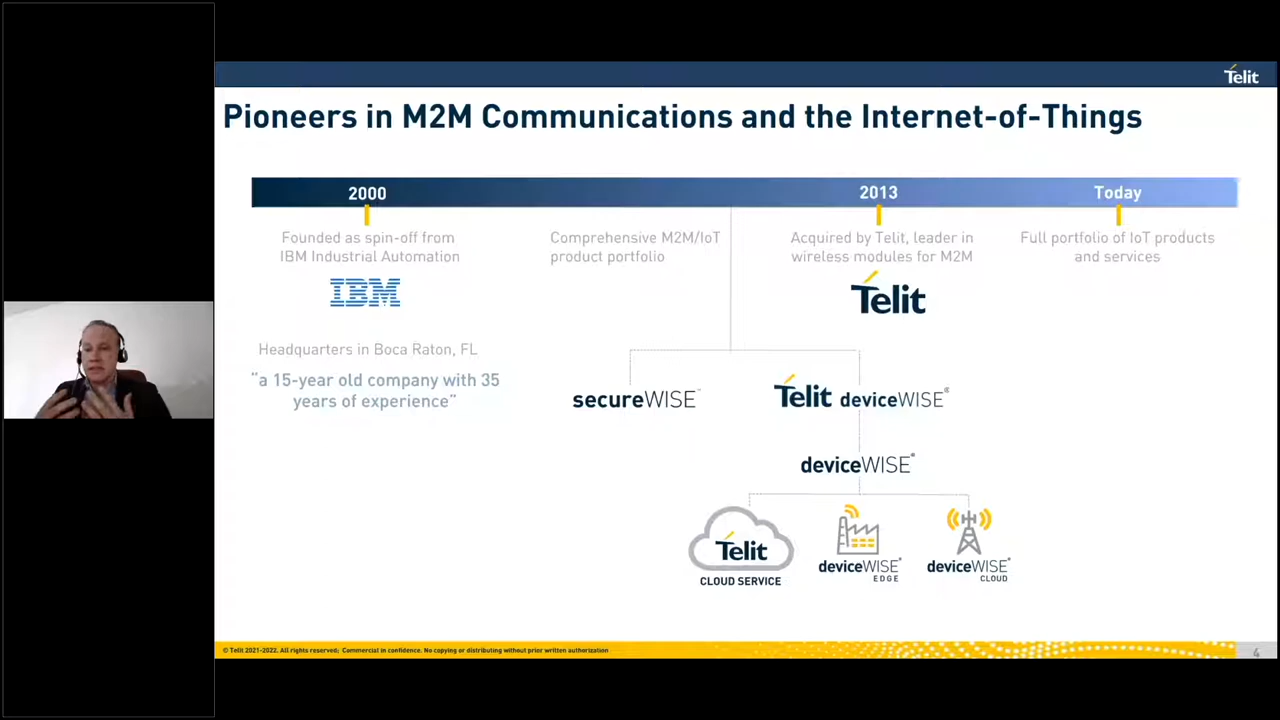 Telit
Pioneers in M2M Communications and the Internet-of-Things
2000
2013
Today
Founded as spin-off from
IBM Industrial Automation
IBM
Comprehensive M2M/IoT
product portfolio
Acquired by Telit, leader in
wireless modules for M2M
Telit
Full portfolio of IoT products
and services
Headquarters in Boca Raton, FL
"a 15-year old company with 35
years of experience"
secureWISE™
Telit deviceWISE®
deviceWISE®
Telit
CLOUD SERVICE
deviceWISE®
EDGE
deviceWISE®
CLOUD
© Telit 2021-2022. All rights reserved; Commercial in confidence. No copying or distributing without prior written authorization
4